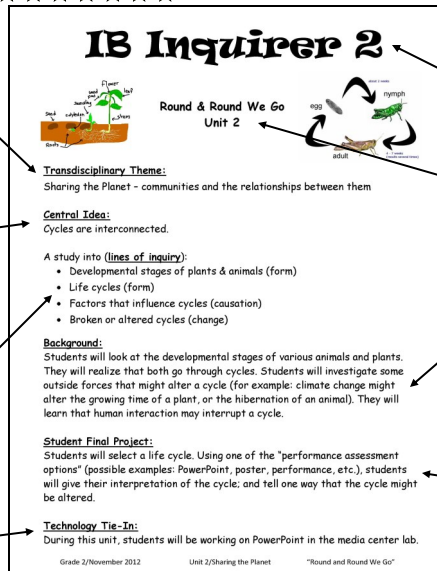 IB Inquirer 2
flower
seed pod
leaf
seedling
stem
seed
cotyledon
Roots
Round & Round We Go
Unit 2
egg
nymph
adult
Transdisciplinary Theme:
Sharing the Planet – communities and the relationships between them
Central Idea:
Cycles are interconnected.
A study into (lines of inquiry):
• Developmental stages of plants & animals (form)
• Life cycles (form)
• Factors that influence cycles (causation)
• Broken or altered cycles (change)
Background:
Students will look at the developmental stages of various animals and plants.
They will realize that both go through cycles. Students will investigate some
outside forces that might alter a cycle (for example: climate change might
alter the growing time of a plant, or the hibernation of an animal). They will
learn that human interaction may interrupt a cycle.
Student Final Project:
Students will select a life cycle. Using one of the “performance assessment
options” (possible examples: PowerPoint, poster, performance, etc.), students
will give their interpretation of the cycle; and tell one way that the cycle might
be altered.
Technology Tie-In:
During this unit, students will be working on PowerPoint in the media center lab.
Grade 2/November 2012 Unit 2/Sharing the Planet “Round and Round We Go”